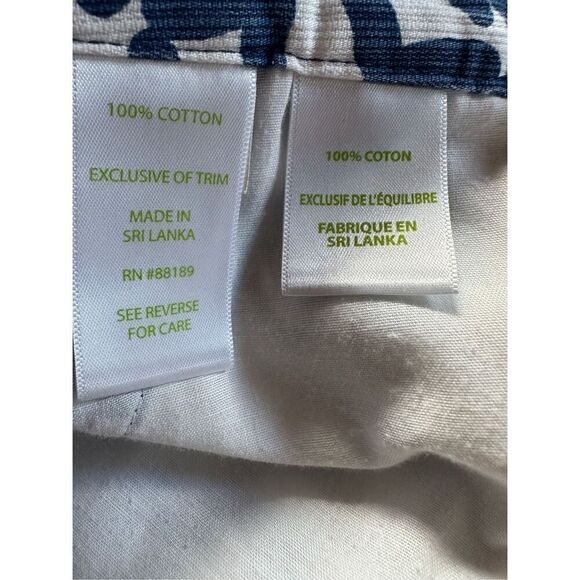 100% COTTON
EXCLUSIVE OF TRIM
MADE IN
SRI LANKA
RN #88189
SEE REVERSE
FOR CARE
100% COTON
EXCLUSIF DE L'ÉQUILIBRE
FABRIQUE EN
SRI LANKA